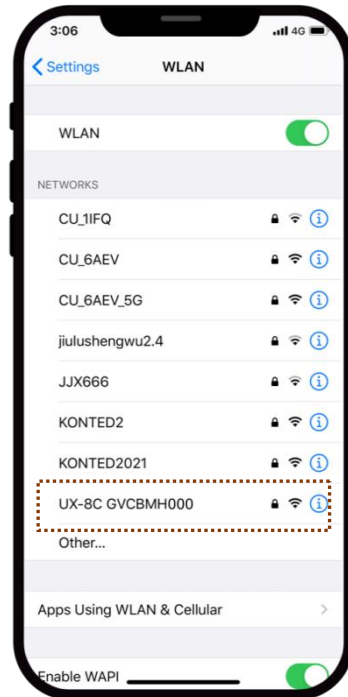 3:06 4G
Settings WLAN
WLAN
NETWORKS
CU_1IFQ
CU_6AEV
CU_6AEV_5G
jiulushengwu2.4
JJX666
KONTED2
KONTED2021
UX-8C GVCBMH000
Other...
Apps Using WLAN & Cellular
Enable WAPI